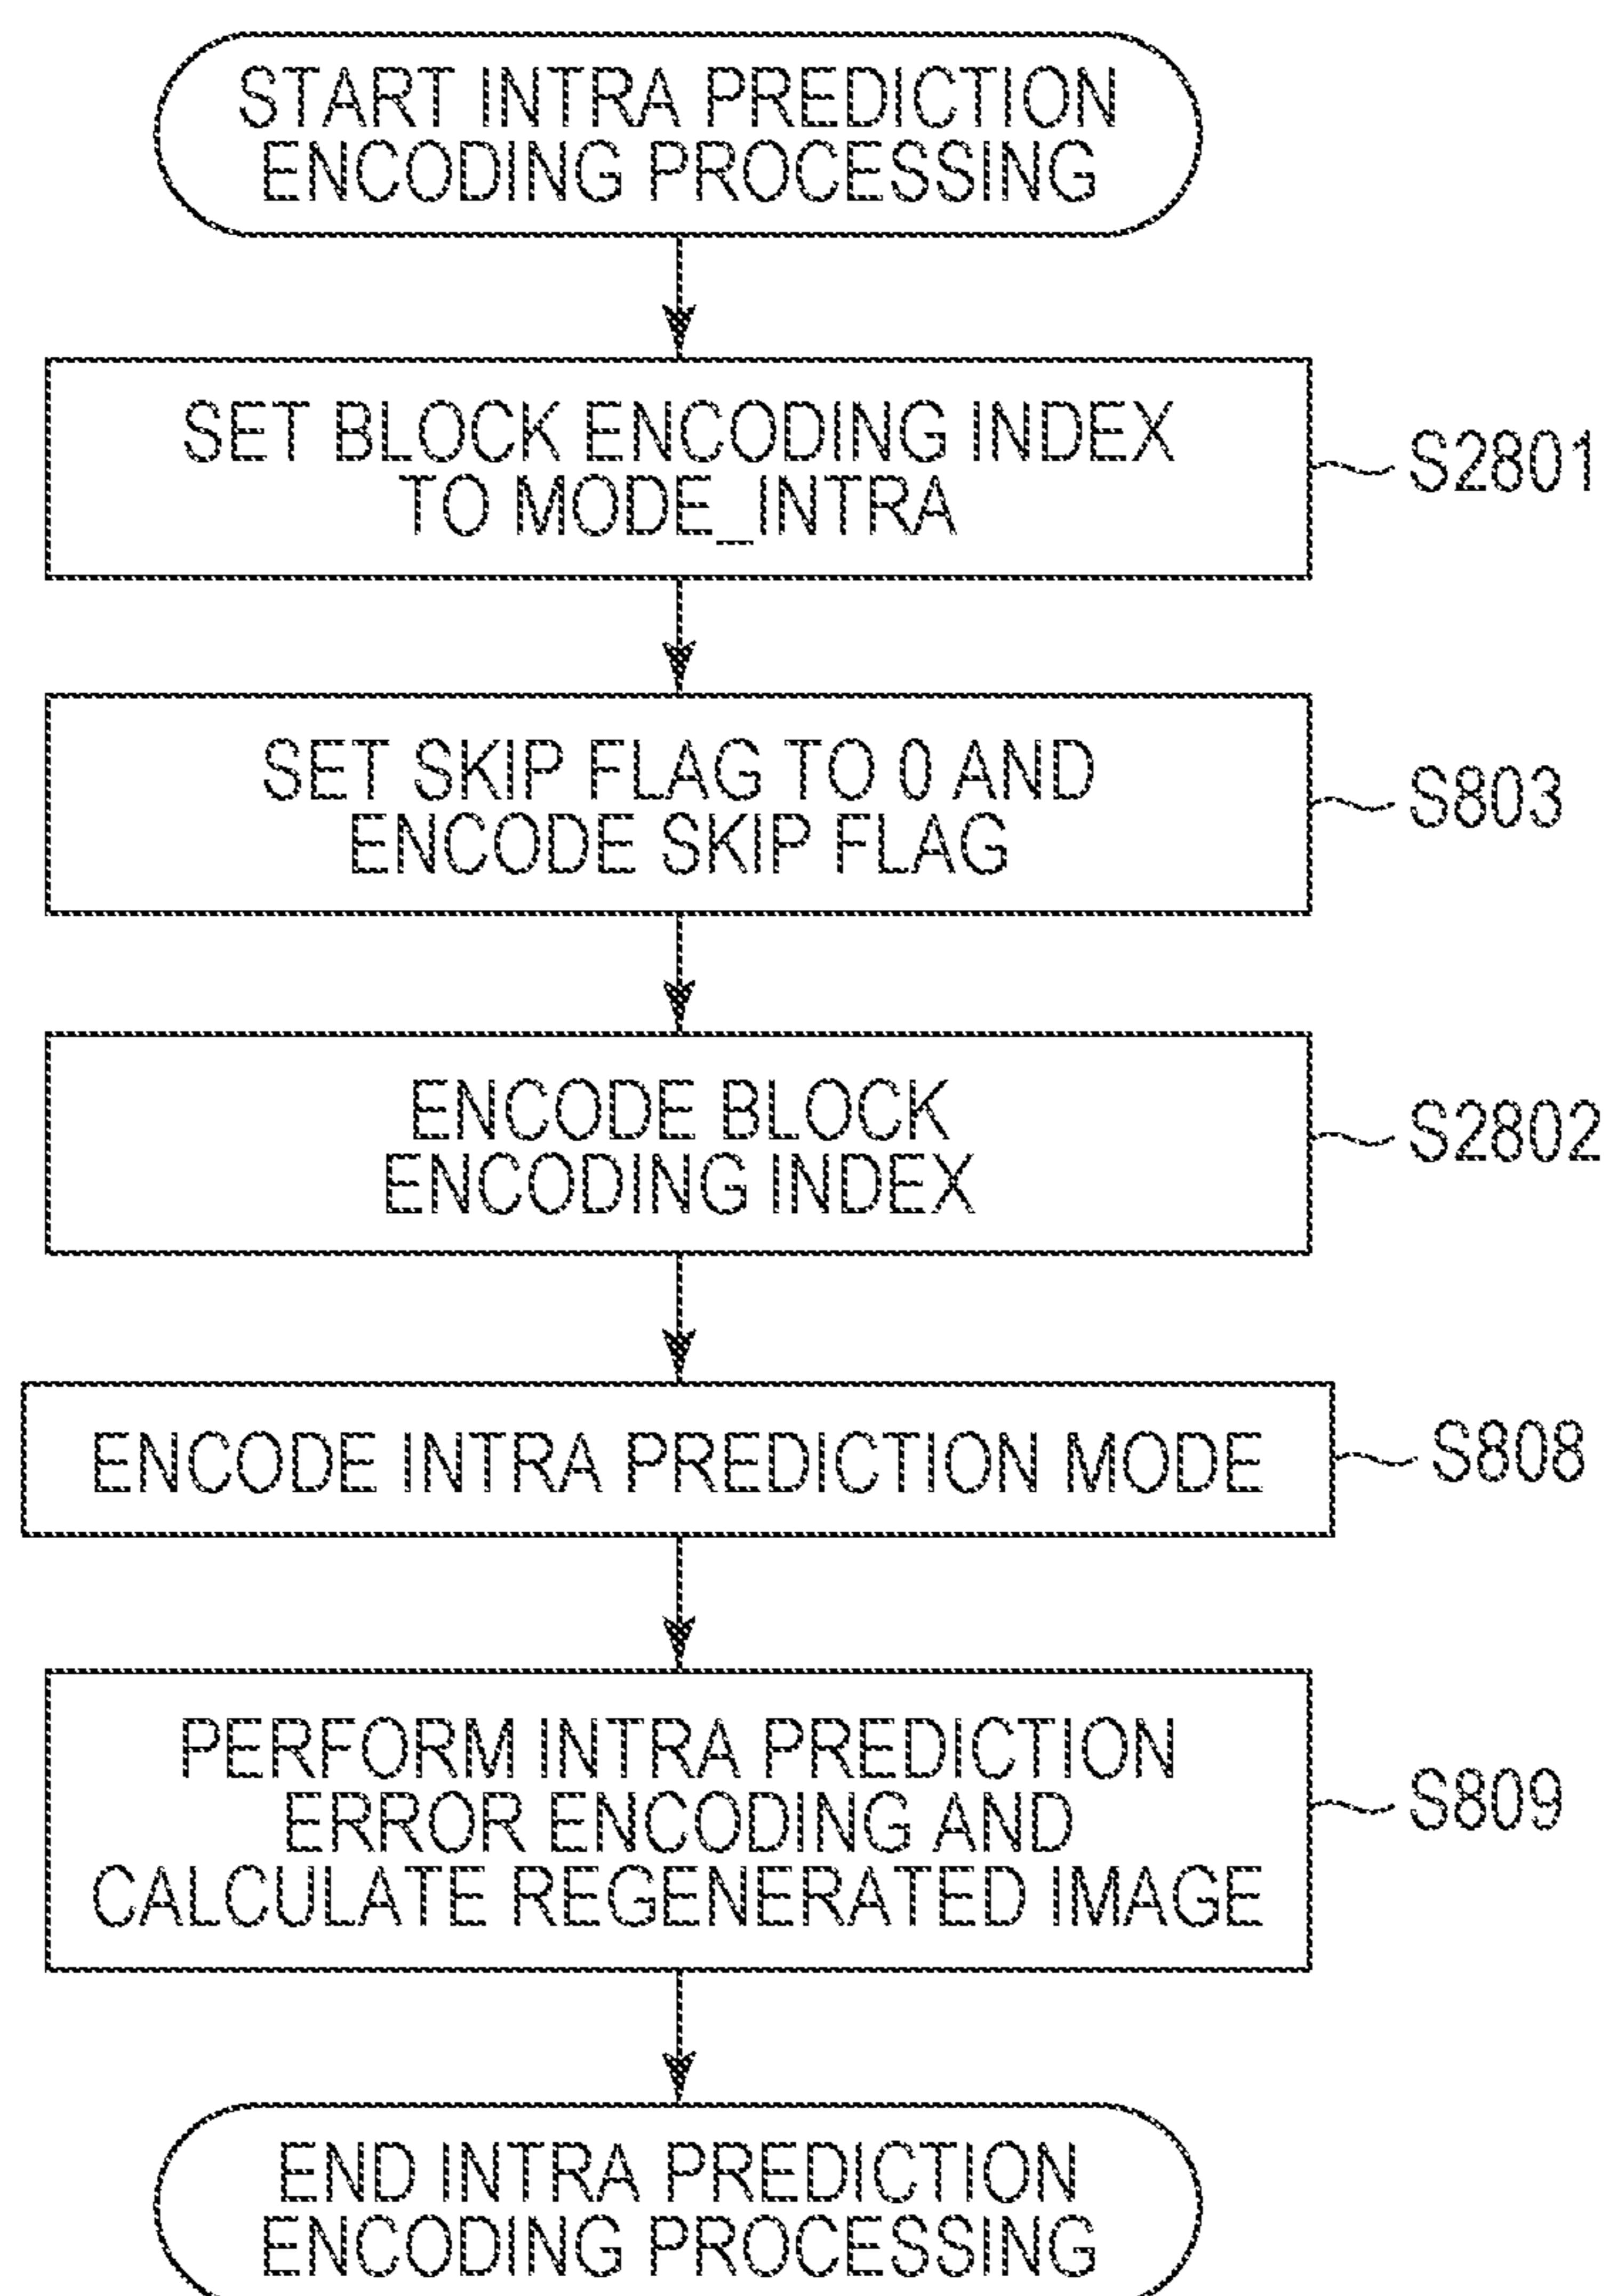 START INTRA PREDICTION
ENCODING PROCESSING
SET BLOCK ENCODING INDEX
TO MODE_INTRA
S2801
SET SKIP FLAG TO 0 AND
ENCODE SKIP FLAG
S803
ENCODE BLOCK
ENCODING INDEX
S2802
ENCODE INTRA PREDICTION MODE
S808
PERFORM INTRA PREDICTION
ERROR ENCODING AND
CALCULATE REGENERATED IMAGE
S809
END INTRA PREDICTION
ENCODING PROCESSING